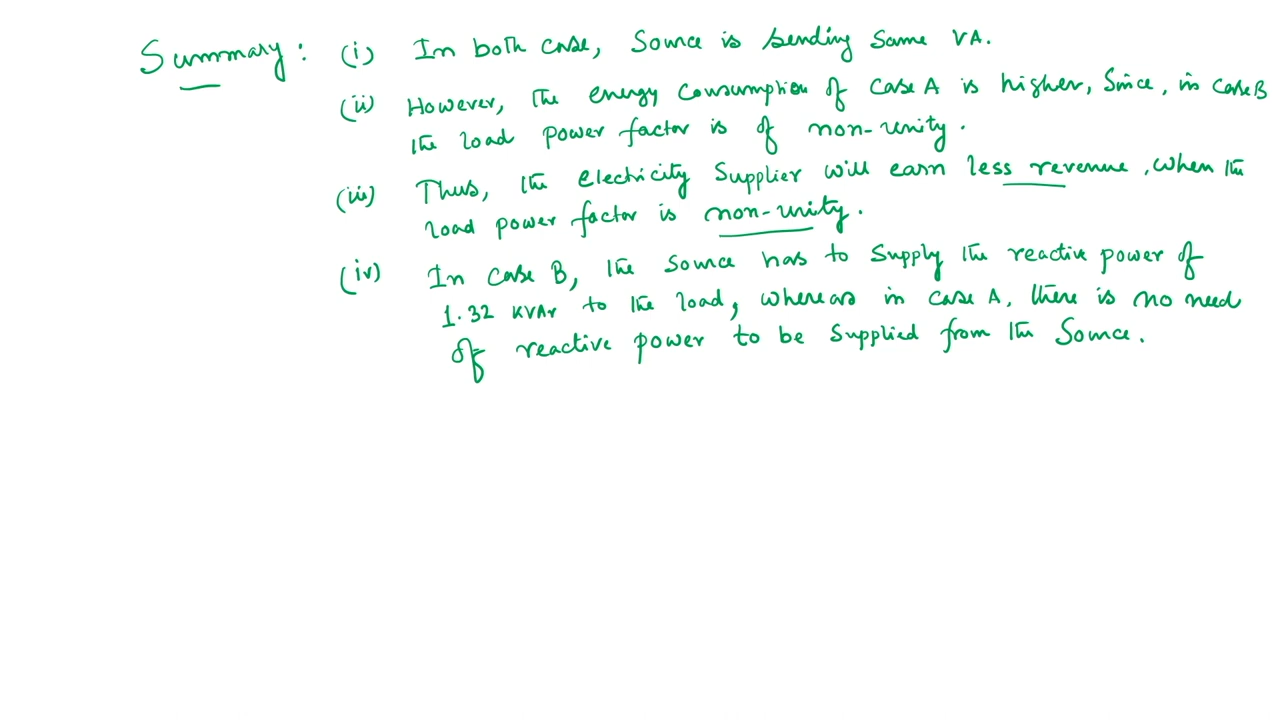 Summary : (i) In both case, Source is sending same VA.
(ii) However, the energy consumption of case A is higher, Since, in case B
the load power factor is of non-unity.
(iii) Thus, the electricity supplier will earn less revenue, when the
load power factor is non-unity.
(iv) In case B, the source has to supply the reactive power of
1.32 KVAr to the load, whereas in case A, there is no need
of reactive power to be supplied from the source.